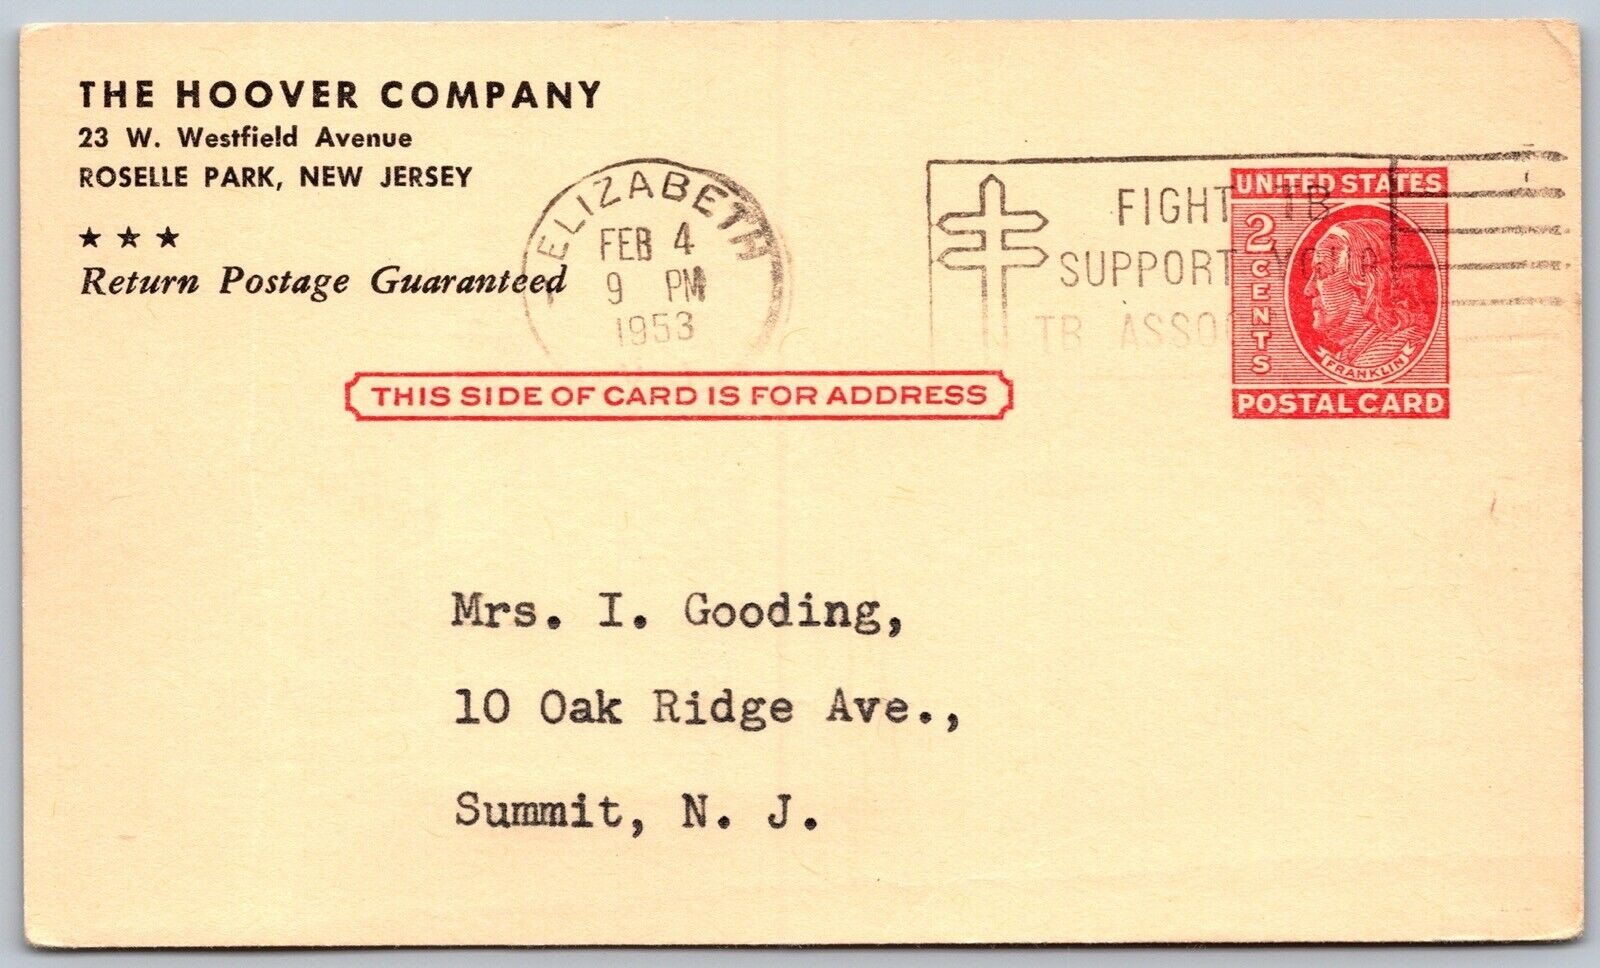 THE HOOVER COMPANY
23 W. Westfield Avenue
ROSELLE PARK, NEW JERSEY
★ ★ ★
Return Postage Guaranteed
ELIZABETH
FEB 4
9 PM
1953
FIGHT TB
SUPPORT YOUR
TB ASSOC
UNITED STATES
2 CENTS
FRANKLIN
POSTAL CARD
THIS SIDE OF CARD IS FOR ADDRESS
Mrs. I. Gooding,
10 Oak Ridge Ave.,
Summit, N. J.